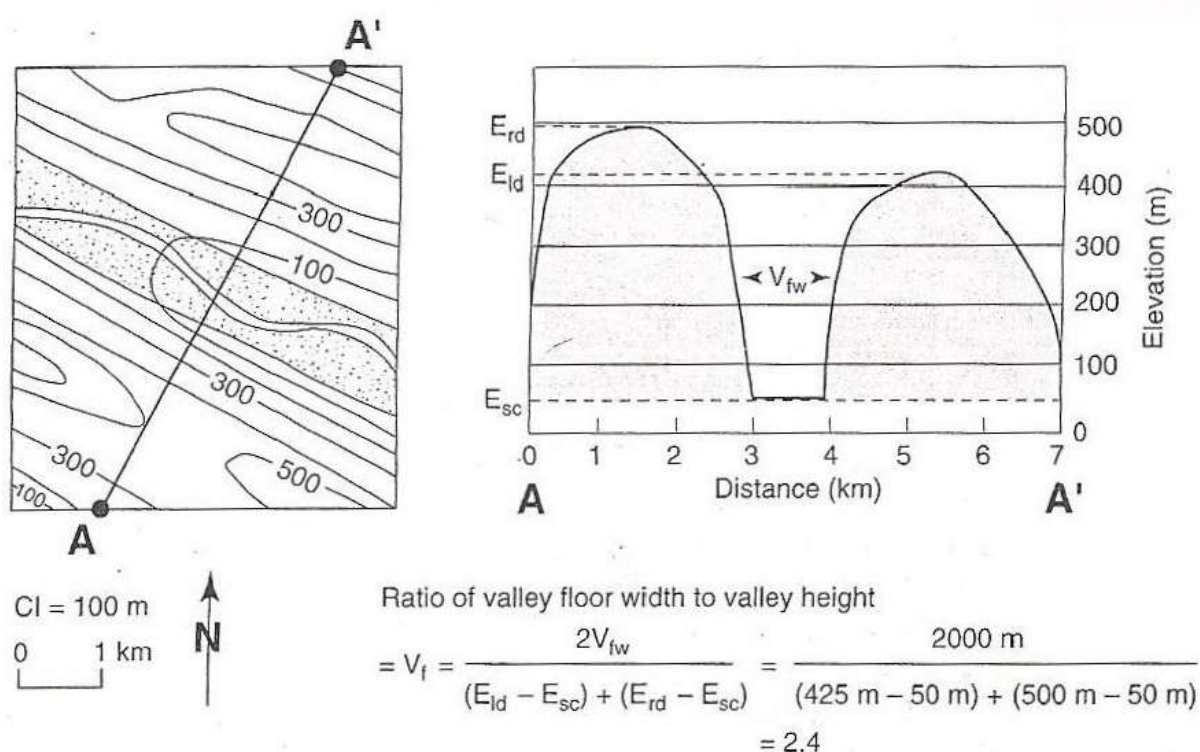 A'
300
100
300
300
500
100
A
CI = 100 m
0 1 km
N
E_rd
E_ld
E_sc
V_fw
500
400
300
200
100
0
Elevation (m)
0 1 2 3 4 5 6 7
A Distance (km) A'
Ratio of valley floor width to valley height
= V_f = 2V_fw / (E_ld – E_sc) + (E_rd – E_sc) = 2000 m / (425 m – 50 m) + (500 m – 50 m)
= 2.4